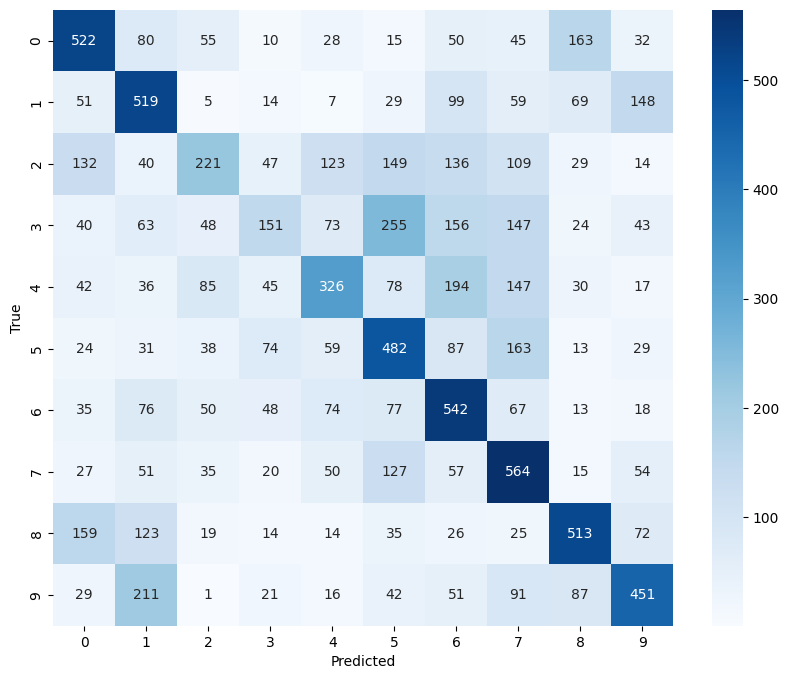 0 522 80 55 10 28 15 50 45 163 32
1 51 519 5 14 7 29 99 59 69 148
2 132 40 221 47 123 149 136 109 29 14
3 40 63 48 151 73 255 156 147 24 43
4 42 36 85 45 326 78 194 147 30 17
5 24 31 38 74 59 482 87 163 13 29
6 35 76 50 48 74 77 542 67 13 18
7 27 51 35 20 50 127 57 564 15 54
8 159 123 19 14 14 35 26 25 513 72
9 29 211 1 21 16 42 51 91 87 451
0 1 2 3 4 5 6 7 8 9
Predicted
True
500
400
300
200
100